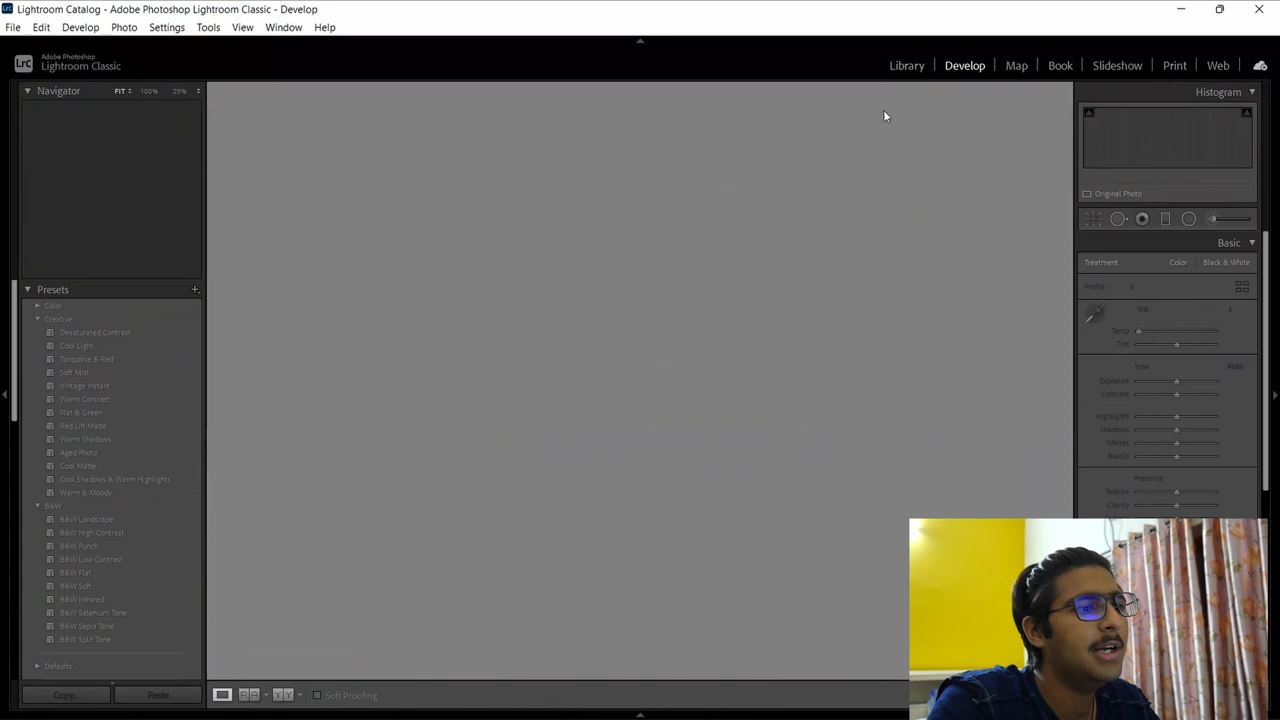 Lightroom Catalog - Adobe Photoshop Lightroom Classic - Develop
File Edit Develop Photo Settings Tools View Window Help
LrC Adobe Photoshop
Lightroom Classic
Library Develop Map Book Slideshow Print Web
Navigator FIT 100% 25%
Histogram
Original Photo
Basic
Treatment : Color Black & White
Profile :
WB :
Temp
Tint
Tone Auto
Exposure
Contrast
Highlights
Shadows
Whites
Blacks
Presence
Texture
Clarity
Presets
Color
Creative
Desaturated Contrast
Cool Light
Turquoise & Red
Soft Mist
Vintage Instant
Warm Contrast
Flat & Green
Red Lift Matte
Warm Shadows
Aged Photo
Cool Matte
Cool Shadows & Warm Highlights
Warm & Moody
B&W
B&W Landscape
B&W High Contrast
B&W Punch
B&W Low Contrast
B&W Flat
B&W Soft
B&W Infrared
B&W Selenium Tone
B&W Sepia Tone
B&W Split Tone
Defaults
Copy... Paste
R A Y Y Soft Proofing